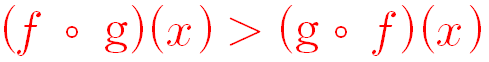 (f ∘ g)(x) > (g ∘ f)(x)